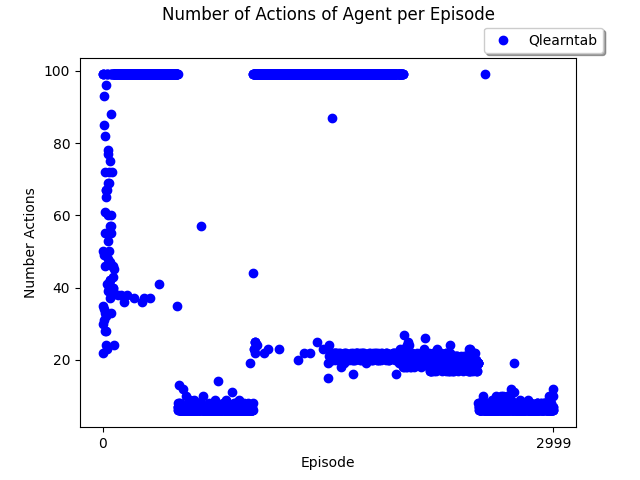 Number of Actions of Agent per Episode
Qlearntab
100
80
60
40
20
Number Actions
0
2999
Episode